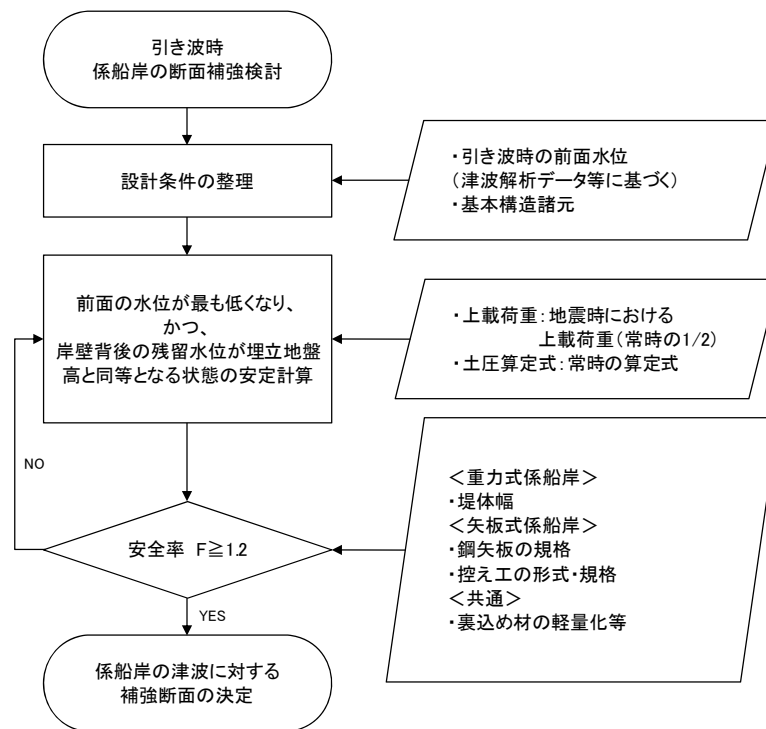 引き波時
係船岸の断面補強検討
設計条件の整理
・引き波時の前面水位
(津波解析データ等に基づく)
・基本構造諸元
前面の水位が最も低くなり、
かつ、
岸壁背後の残留水位が埋立地盤
高と同等となる状態の安定計算
・上載荷重:地震時における
上載荷重(常時の1/2)
・土圧算定式:常時の算定式
NO
安全率 F≧1.2
<重力式係船岸>
・堤体幅
<矢板式係船岸>
・鋼矢板の規格
・控え工の形式・規格
<共通>
・裏込め材の軽量化等
YES
係船岸の津波に対する
補強断面の決定